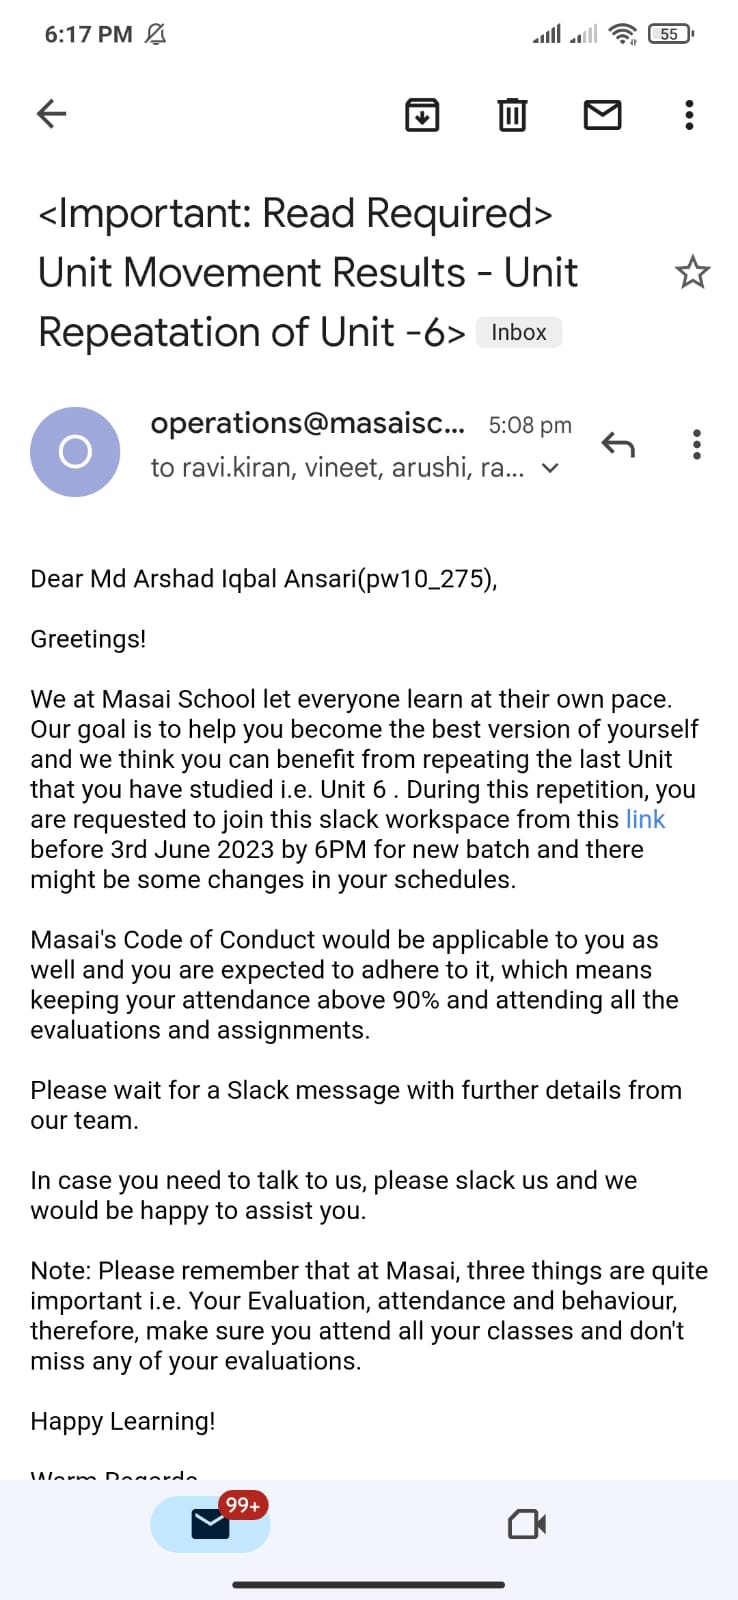 6:17 PM
55
<Important: Read Required>
Unit Movement Results - Unit
Repeatation of Unit -6> Inbox
O
operations@masaisc... 5:08 pm
to ravi.kiran, vineet, arushi, ra...
Dear Md Arshad Iqbal Ansari(pw10_275),
Greetings!
We at Masai School let everyone learn at their own pace.
Our goal is to help you become the best version of yourself
and we think you can benefit from repeating the last Unit
that you have studied i.e. Unit 6 . During this repetition, you
are requested to join this slack workspace from this link
before 3rd June 2023 by 6PM for new batch and there
might be some changes in your schedules.
Masai's Code of Conduct would be applicable to you as
well and you are expected to adhere to it, which means
keeping your attendance above 90% and attending all the
evaluations and assignments.
Please wait for a Slack message with further details from
our team.
In case you need to talk to us, please slack us and we
would be happy to assist you.
Note: Please remember that at Masai, three things are quite
important i.e. Your Evaluation, attendance and behaviour,
therefore, make sure you attend all your classes and don't
miss any of your evaluations.
Happy Learning!
Warm Regards
99+